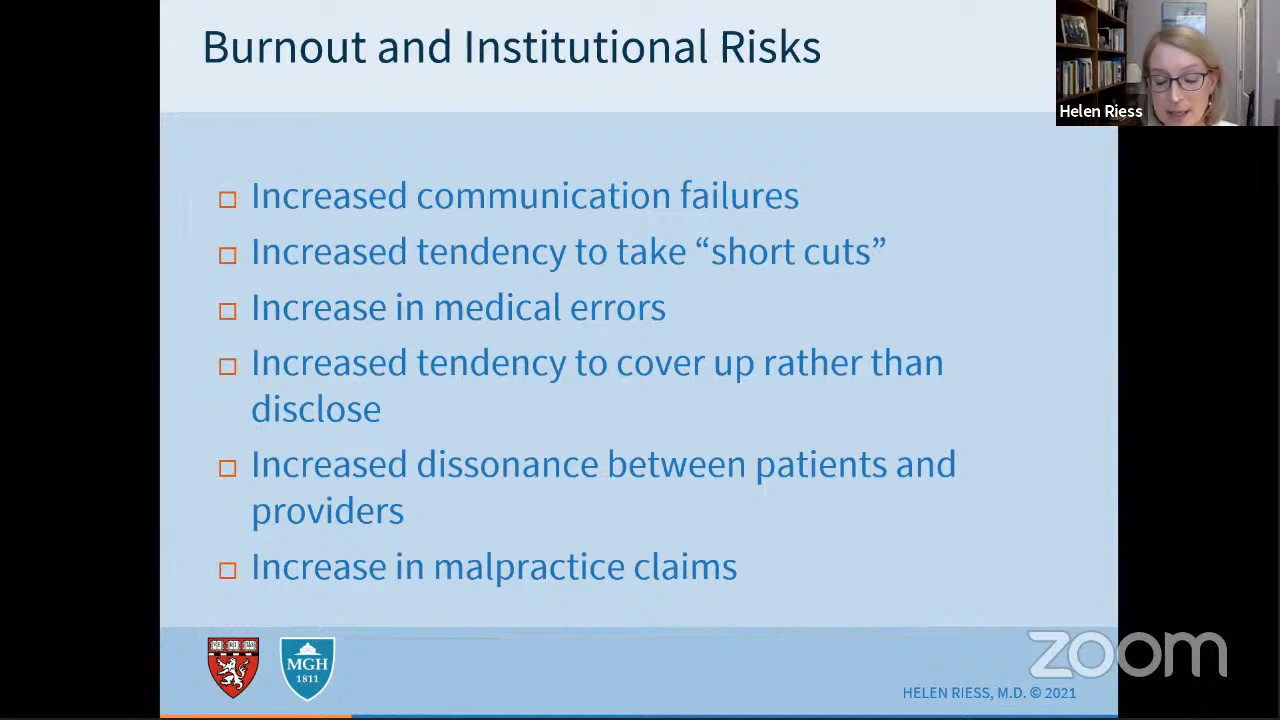 Burnout and Institutional Risks
Helen Riess
Increased communication failures
Increased tendency to take “short cuts”
Increase in medical errors
Increased tendency to cover up rather than
disclose
Increased dissonance between patients and
providers
Increase in malpractice claims
MGH
1811
zoom
HELEN RIESS, M.D. © 2021